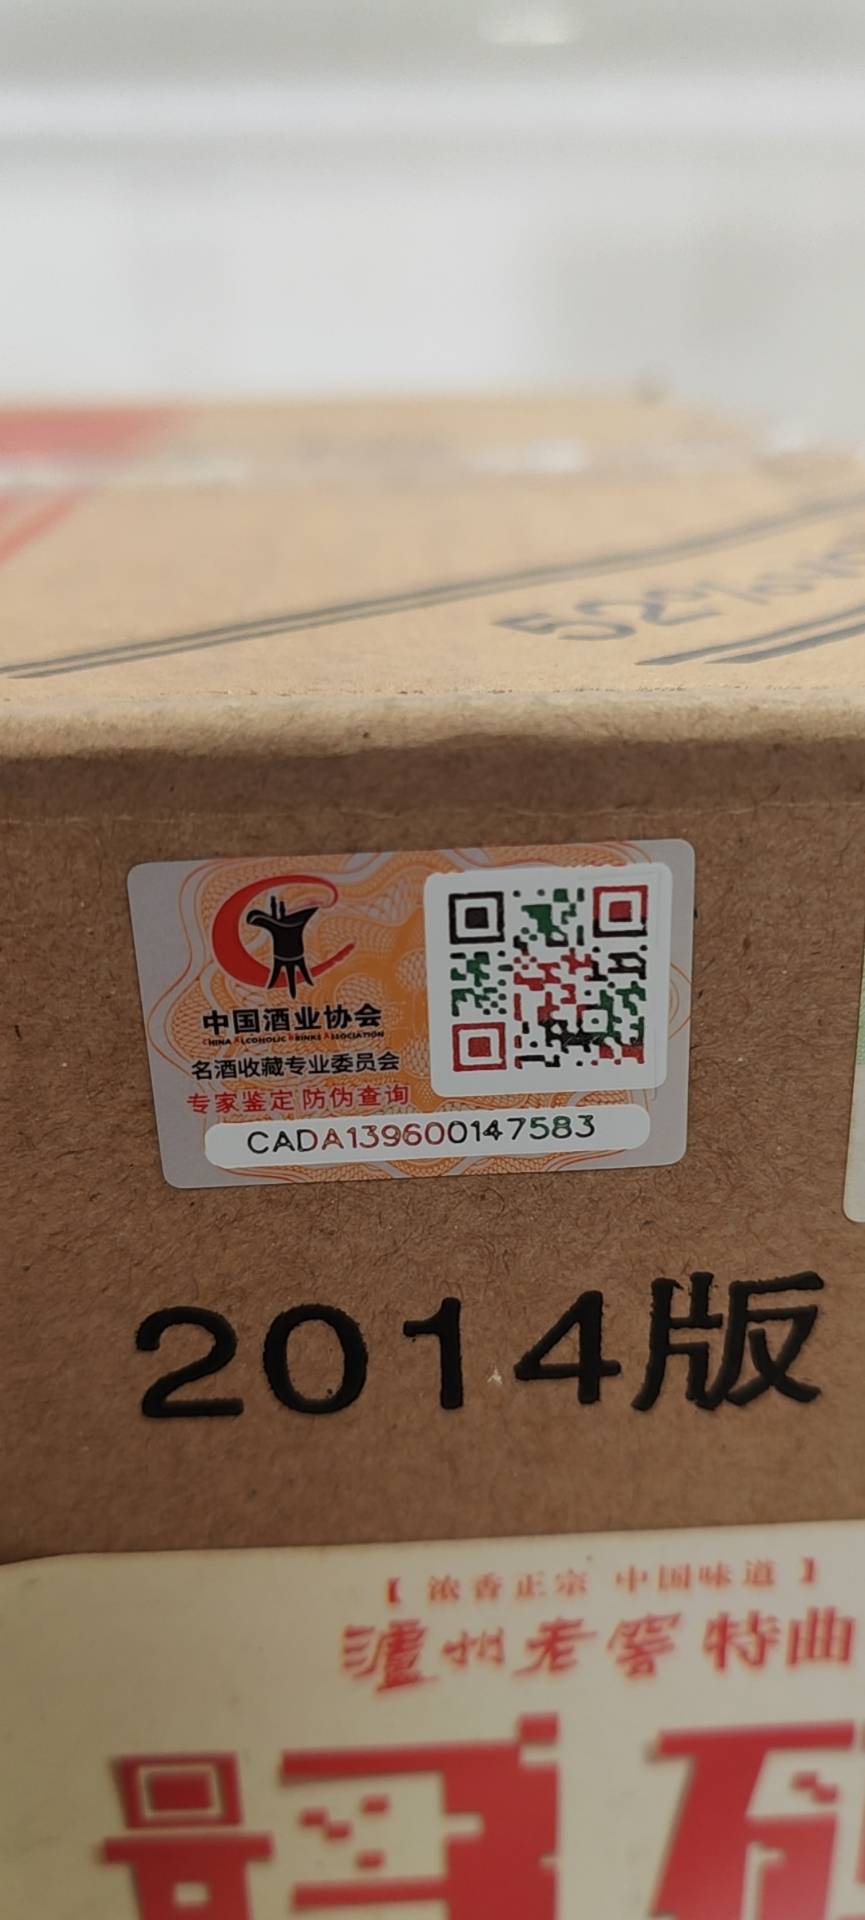 52%vol
中国酒业协会
CHINA ALCOHOLIC DRINKS ASSOCIATION
名酒收藏专业委员会
专家鉴定 防伪查询
CADA139600147583
2014版
【浓香正宗 中国味道】
泸州老窖 特曲